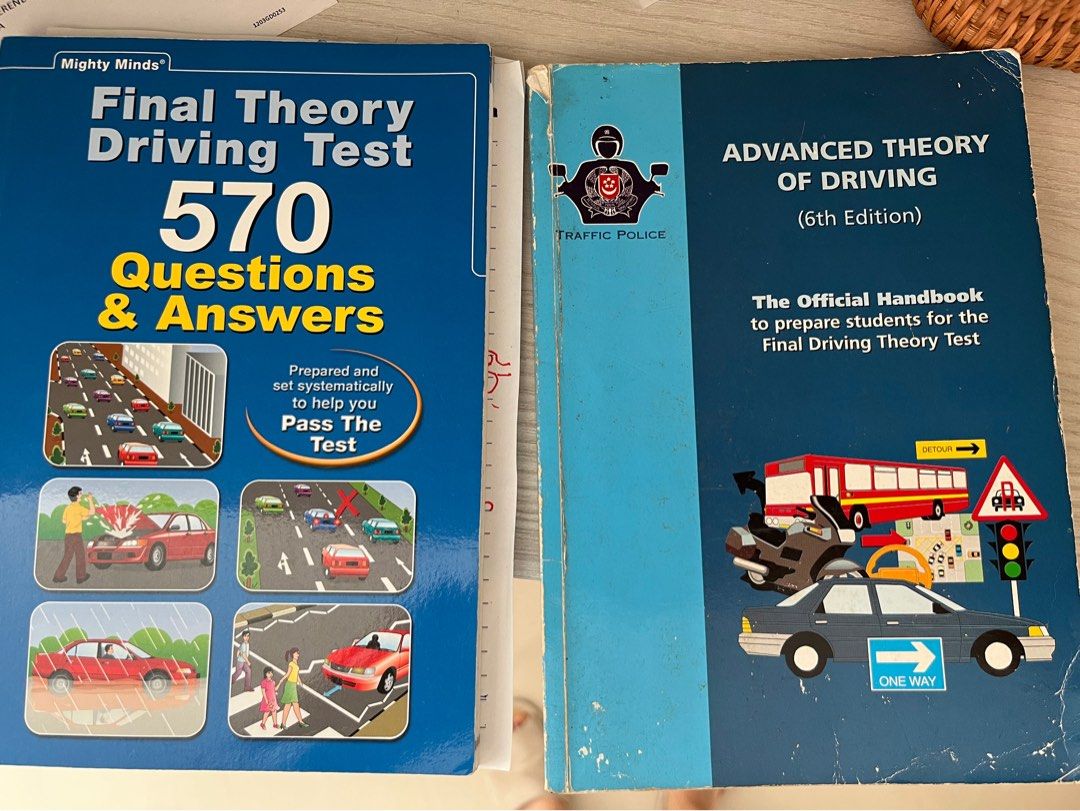 1203GD0253
Mighty Minds®
Final Theory
Driving Test
570
Questions
& Answers
Prepared and
set systematically
to help you
Pass The
Test
TRAFFIC POLICE
ADVANCED THEORY
OF DRIVING
(6th Edition)
The Official Handbook
to prepare students for the
Final Driving Theory Test
DETOUR
ONE WAY